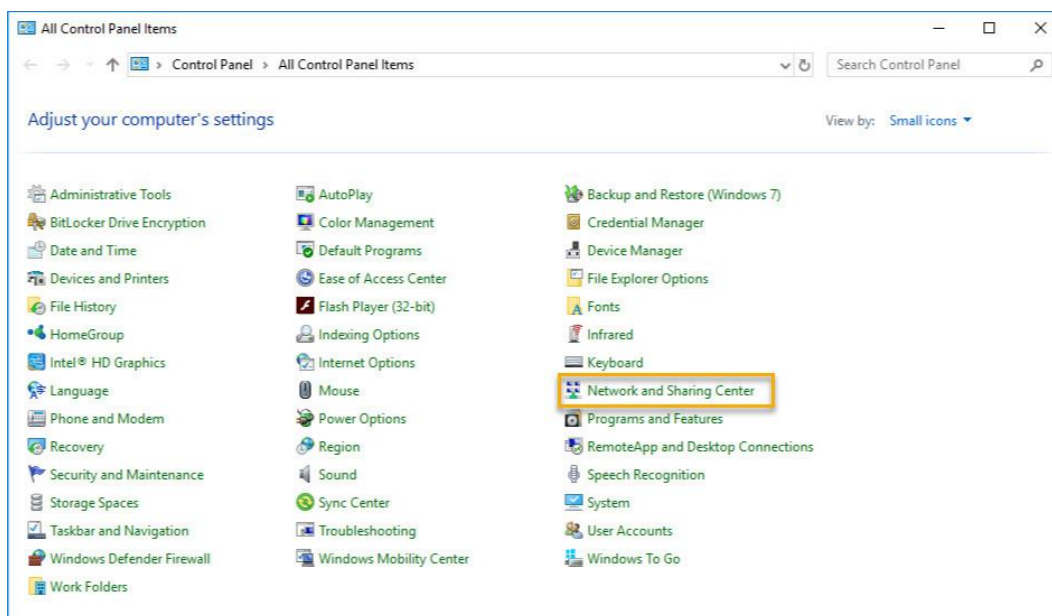 All Control Panel Items
Control Panel > All Control Panel Items
Search Control Panel
Adjust your computer's settings
View by: Small icons
Administrative Tools
AutoPlay
Backup and Restore (Windows 7)
BitLocker Drive Encryption
Color Management
Credential Manager
Date and Time
Default Programs
Device Manager
Devices and Printers
Ease of Access Center
File Explorer Options
File History
Flash Player (32-bit)
Fonts
HomeGroup
Indexing Options
Infrared
Intel® HD Graphics
Internet Options
Keyboard
Language
Mouse
Network and Sharing Center
Phone and Modem
Power Options
Programs and Features
Recovery
Region
RemoteApp and Desktop Connections
Security and Maintenance
Sound
Speech Recognition
Storage Spaces
Sync Center
System
Taskbar and Navigation
Troubleshooting
User Accounts
Windows Defender Firewall
Windows Mobility Center
Windows To Go
Work Folders